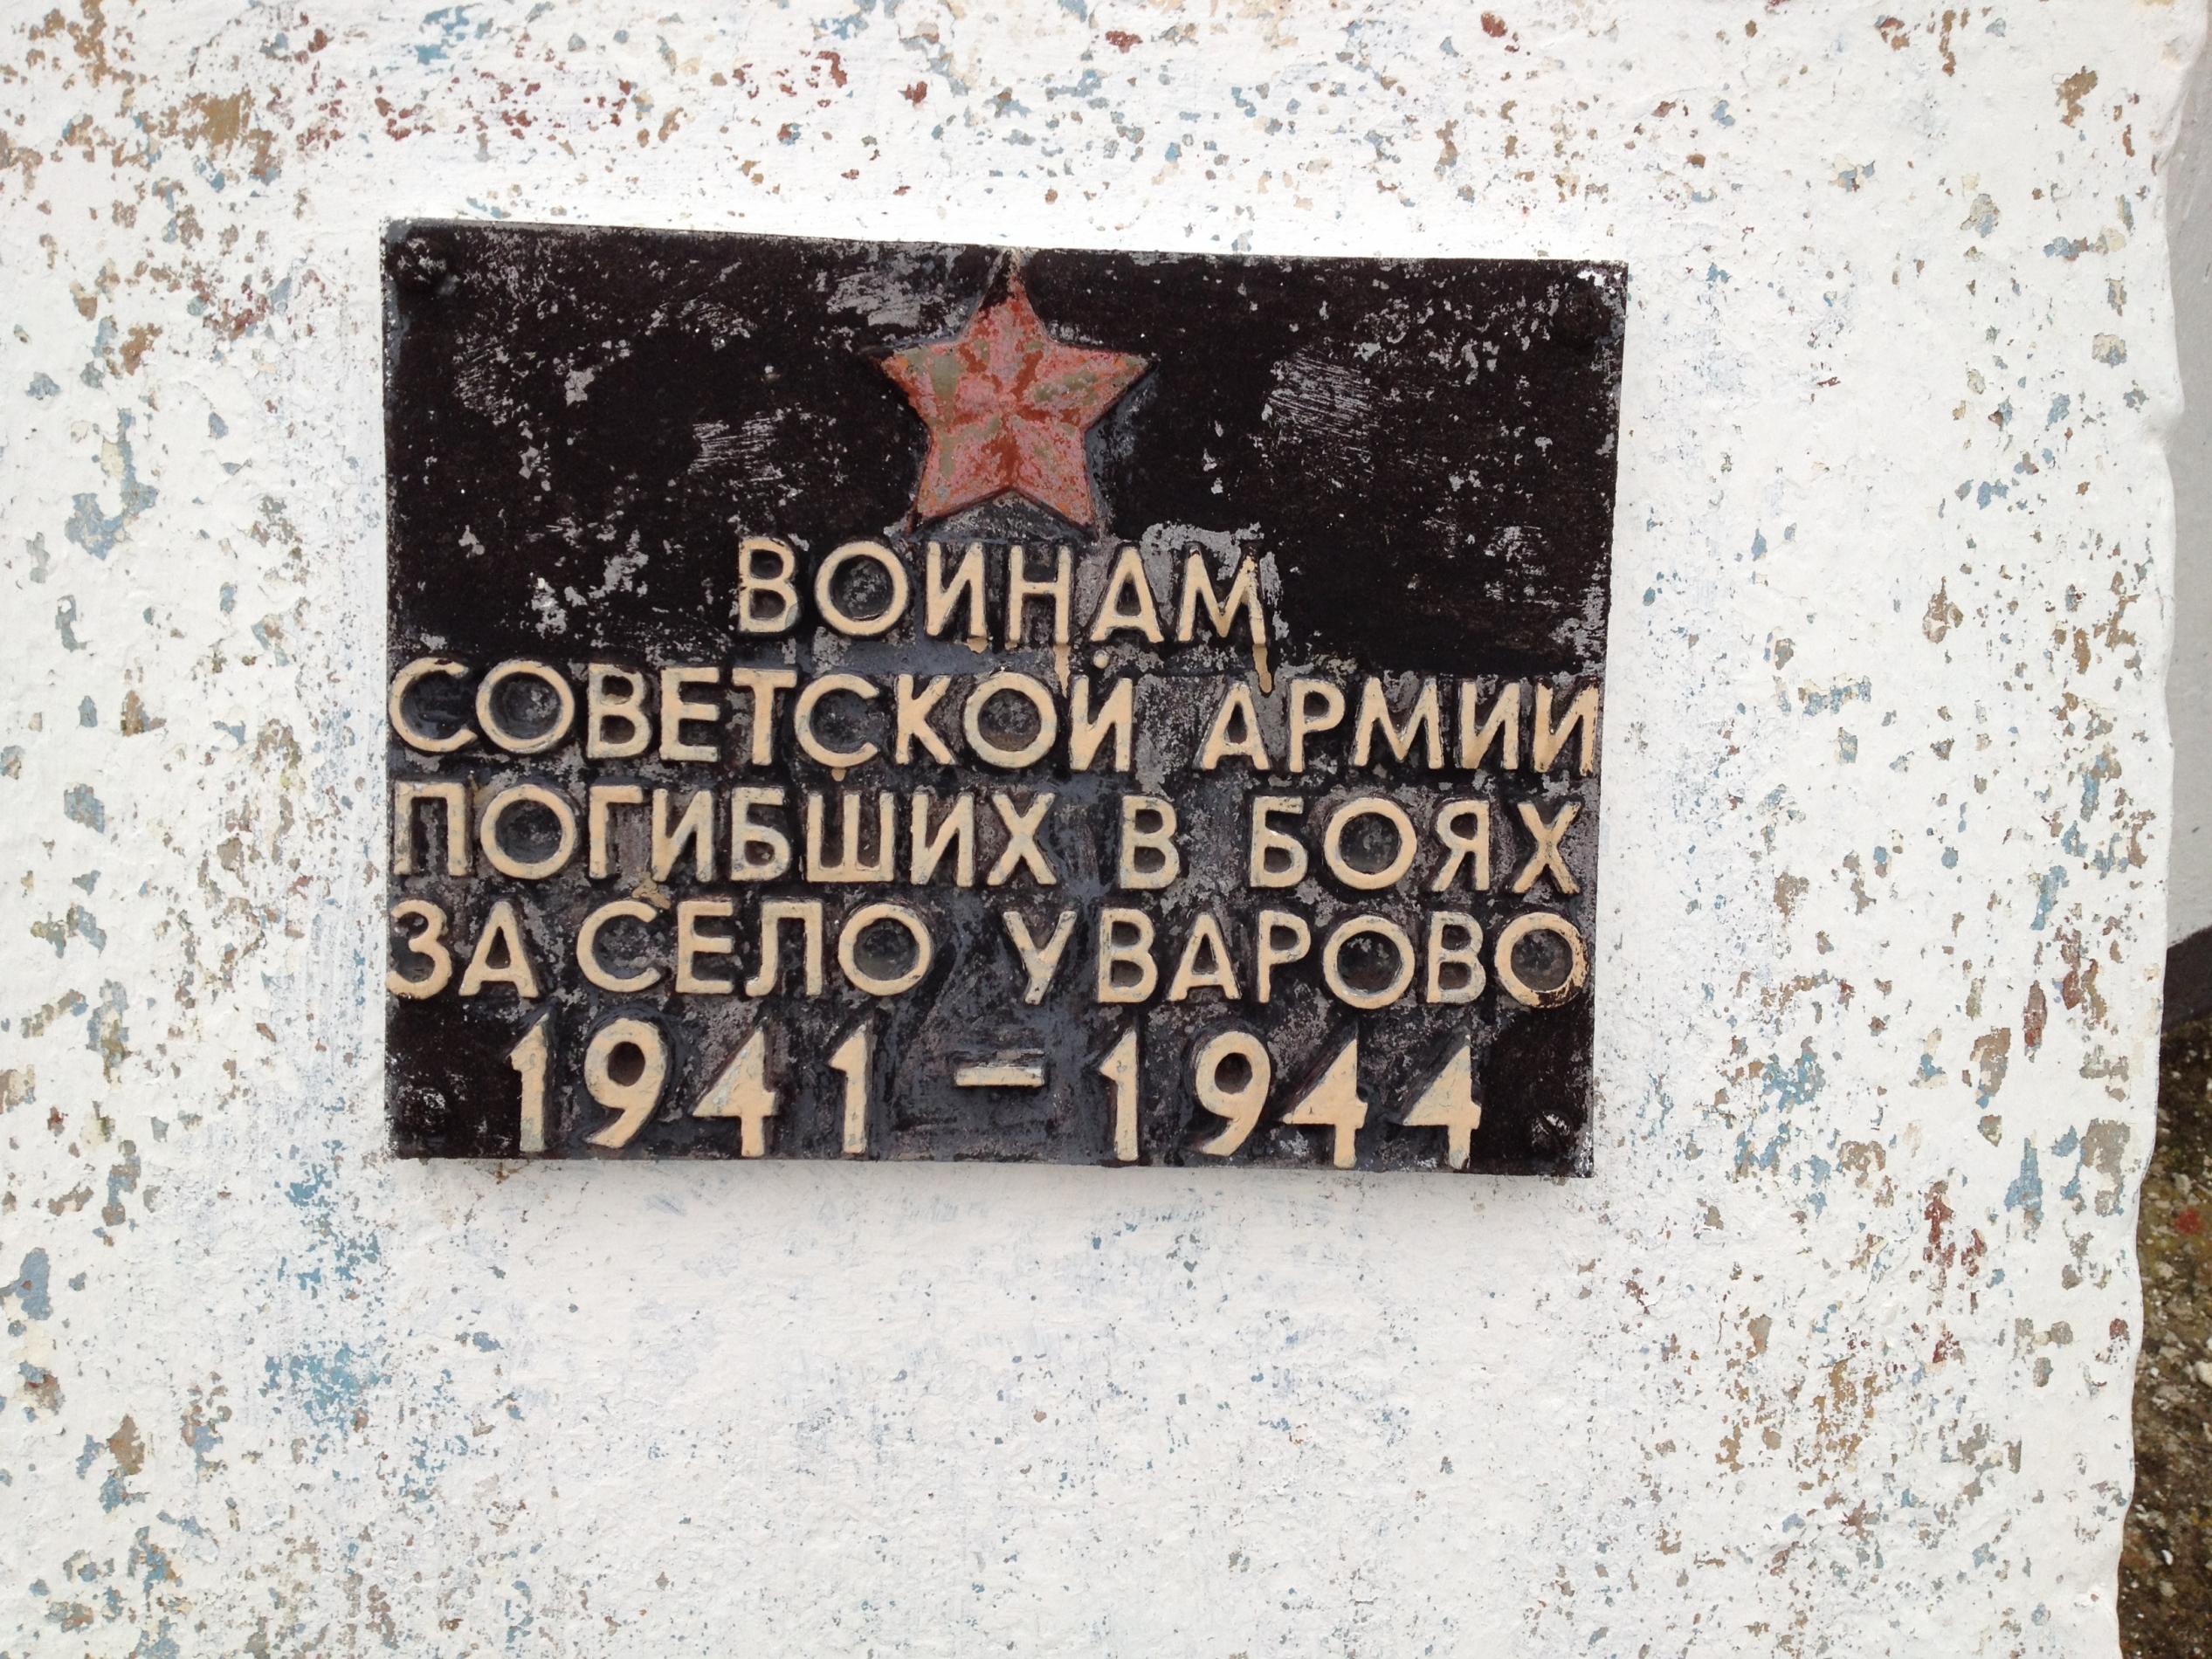 ВОИНАМ
СОВЕТСКОЙ АРМИИ
ПОГИБШИХ В БОЯХ
ЗА СЕЛО УВАРОВО
1941-1944